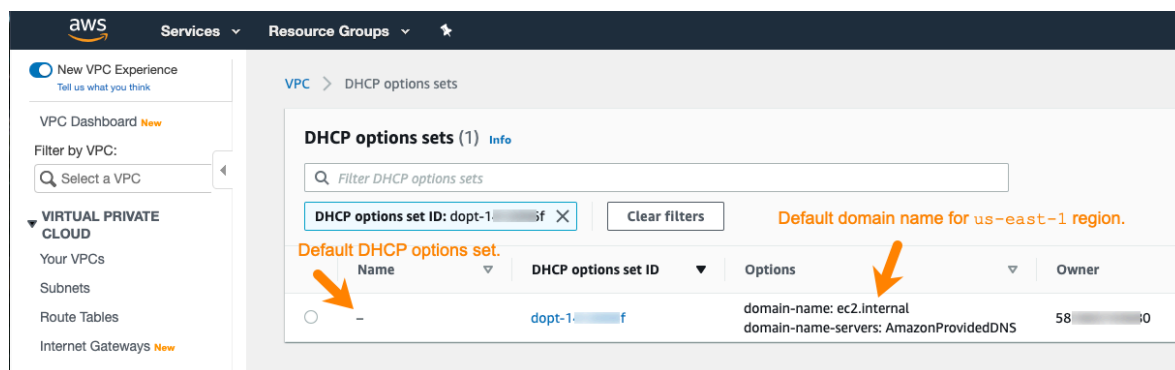 aws Services Resource Groups
New VPC Experience
Tell us what you think
VPC Dashboard New
Filter by VPC:
Select a VPC
VIRTUAL PRIVATE
CLOUD
Your VPCs
Subnets
Route Tables
Internet Gateways New
VPC > DHCP options sets
DHCP options sets (1) Info
Filter DHCP options sets
DHCP options set ID: dopt-1 5f X Clear filters
Default domain name for us-east-1 region.
Default DHCP options set.
Name DHCP options set ID Options Owner
– dopt-1 f domain-name: ec2.internal 58 30
domain-name-servers: AmazonProvidedDNS